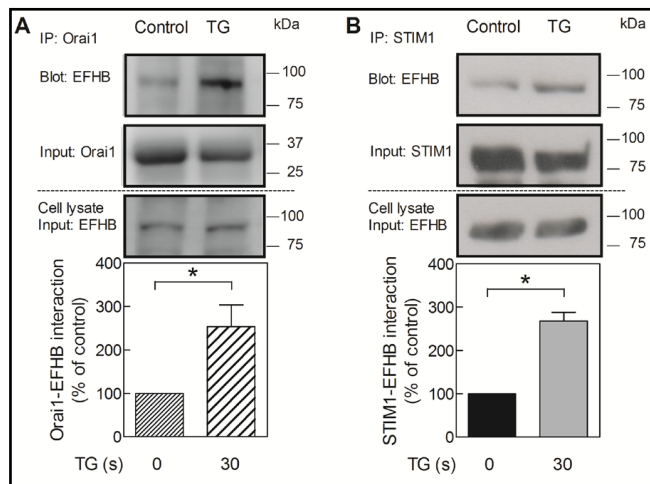 A
IP: Orai1
Control TG kDa
Blot: EFHB
100
75
Input: Orai1
37
25
Cell lysate
Input: EFHB
100
75
Orai1-EFHB interaction
(% of control)
400
300
200
100
0
*
TG (s) 0 30
B
IP: STIM1
Control TG kDa
Blot: EFHB
100
75
Input: STIM1
100
75
Cell lysate
Input: EFHB
100
75
STIM1-EFHB interaction
(% of control)
400
300
200
100
0
*
TG (s) 0 30